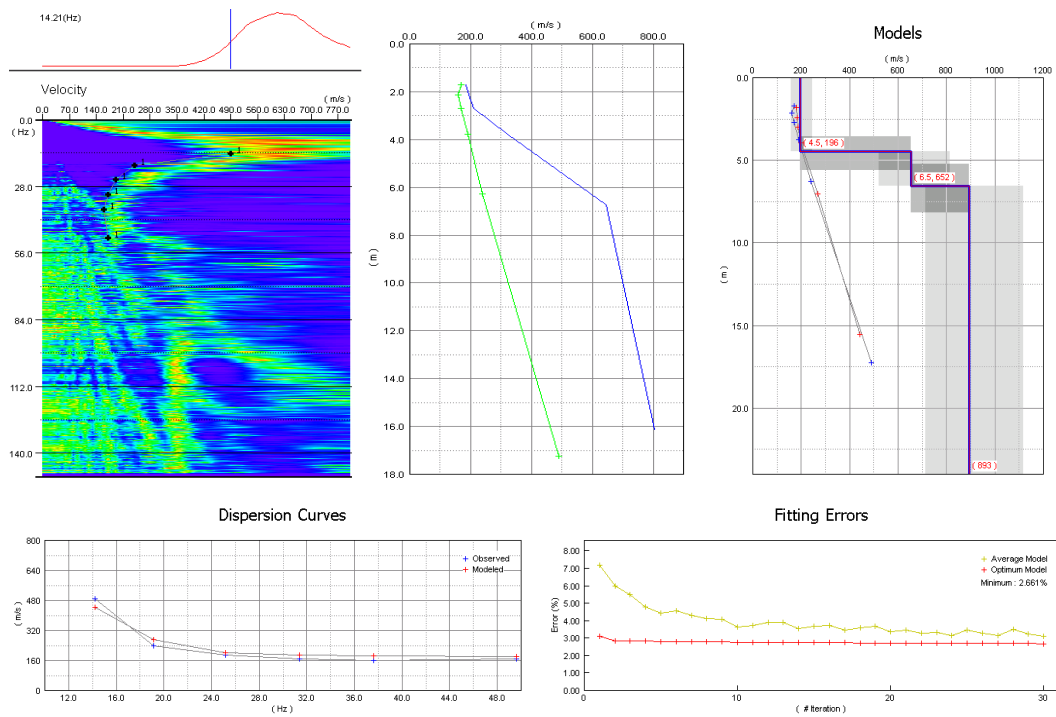 14.21(Hz)
Velocity
(m/s)
0.0 70.0 140.0 210.0 280.0 350.0 420.0 490.0 560.0 630.0 700.0 770.0
0.0
(Hz)
28.0
56.0
84.0
112.0
140.0
1
1
1
1
1
1
(m/s)
0.0 200.0 400.0 600.0 800.0
0.0
2.0
4.0
6.0
8.0
10.0
12.0
14.0
16.0
18.0
(m)
Models
(m/s)
0 200 400 600 800 1000 1200
0.0
5.0
10.0
15.0
20.0
(m)
(4.5, 196)
(6.5, 652)
(893)
Dispersion Curves
800
640
480
320
160
0
(m/s)
Observed
Modeled
12.0 16.0 20.0 24.0 28.0 32.0 36.0 40.0 44.0 48.0
(Hz)
Fitting Errors
8.00
7.00
6.00
5.00
4.00
3.00
2.00
1.00
0.00
Error (%)
Average Model
Optimum Model
Minimum : 2.661%
0 10 20 30
(# Iteration)